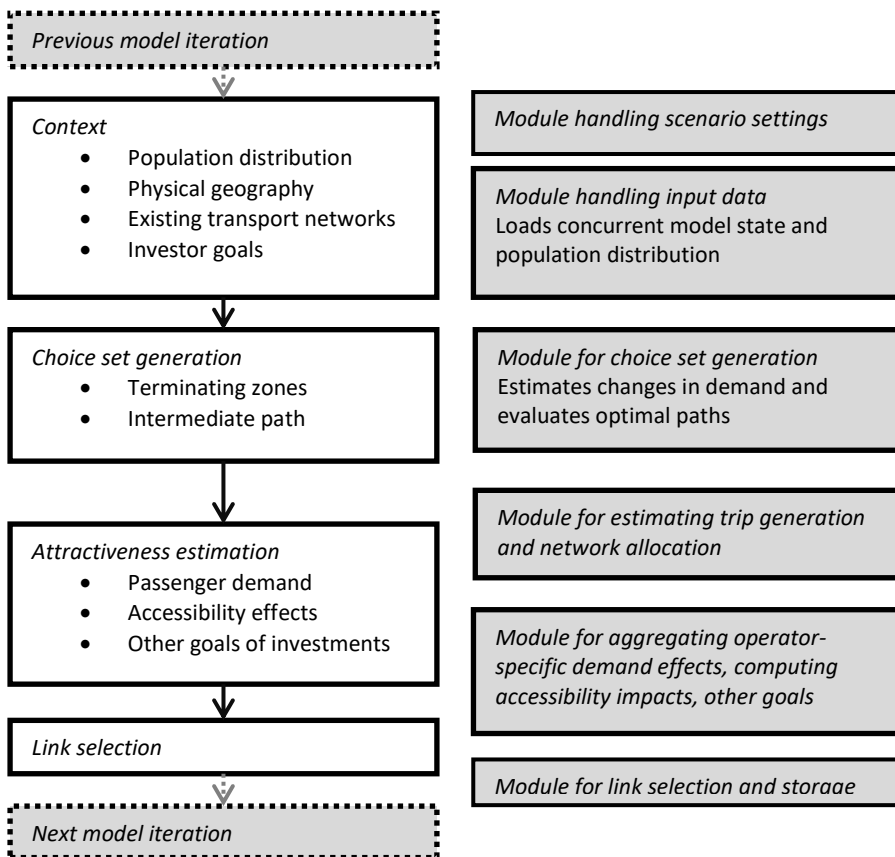 Previous model iteration
Context
• Population distribution
• Physical geography
• Existing transport networks
• Investor goals
Choice set generation
• Terminating zones
• Intermediate path
Attractiveness estimation
• Passenger demand
• Accessibility effects
• Other goals of investments
Link selection
Next model iteration
Module handling scenario settings
Module handling input data
Loads concurrent model state and
population distribution
Module for choice set generation
Estimates changes in demand and
evaluates optimal paths
Module for estimating trip generation
and network allocation
Module for aggregating operator-
specific demand effects, computing
accessibility impacts, other goals
Module for link selection and storage